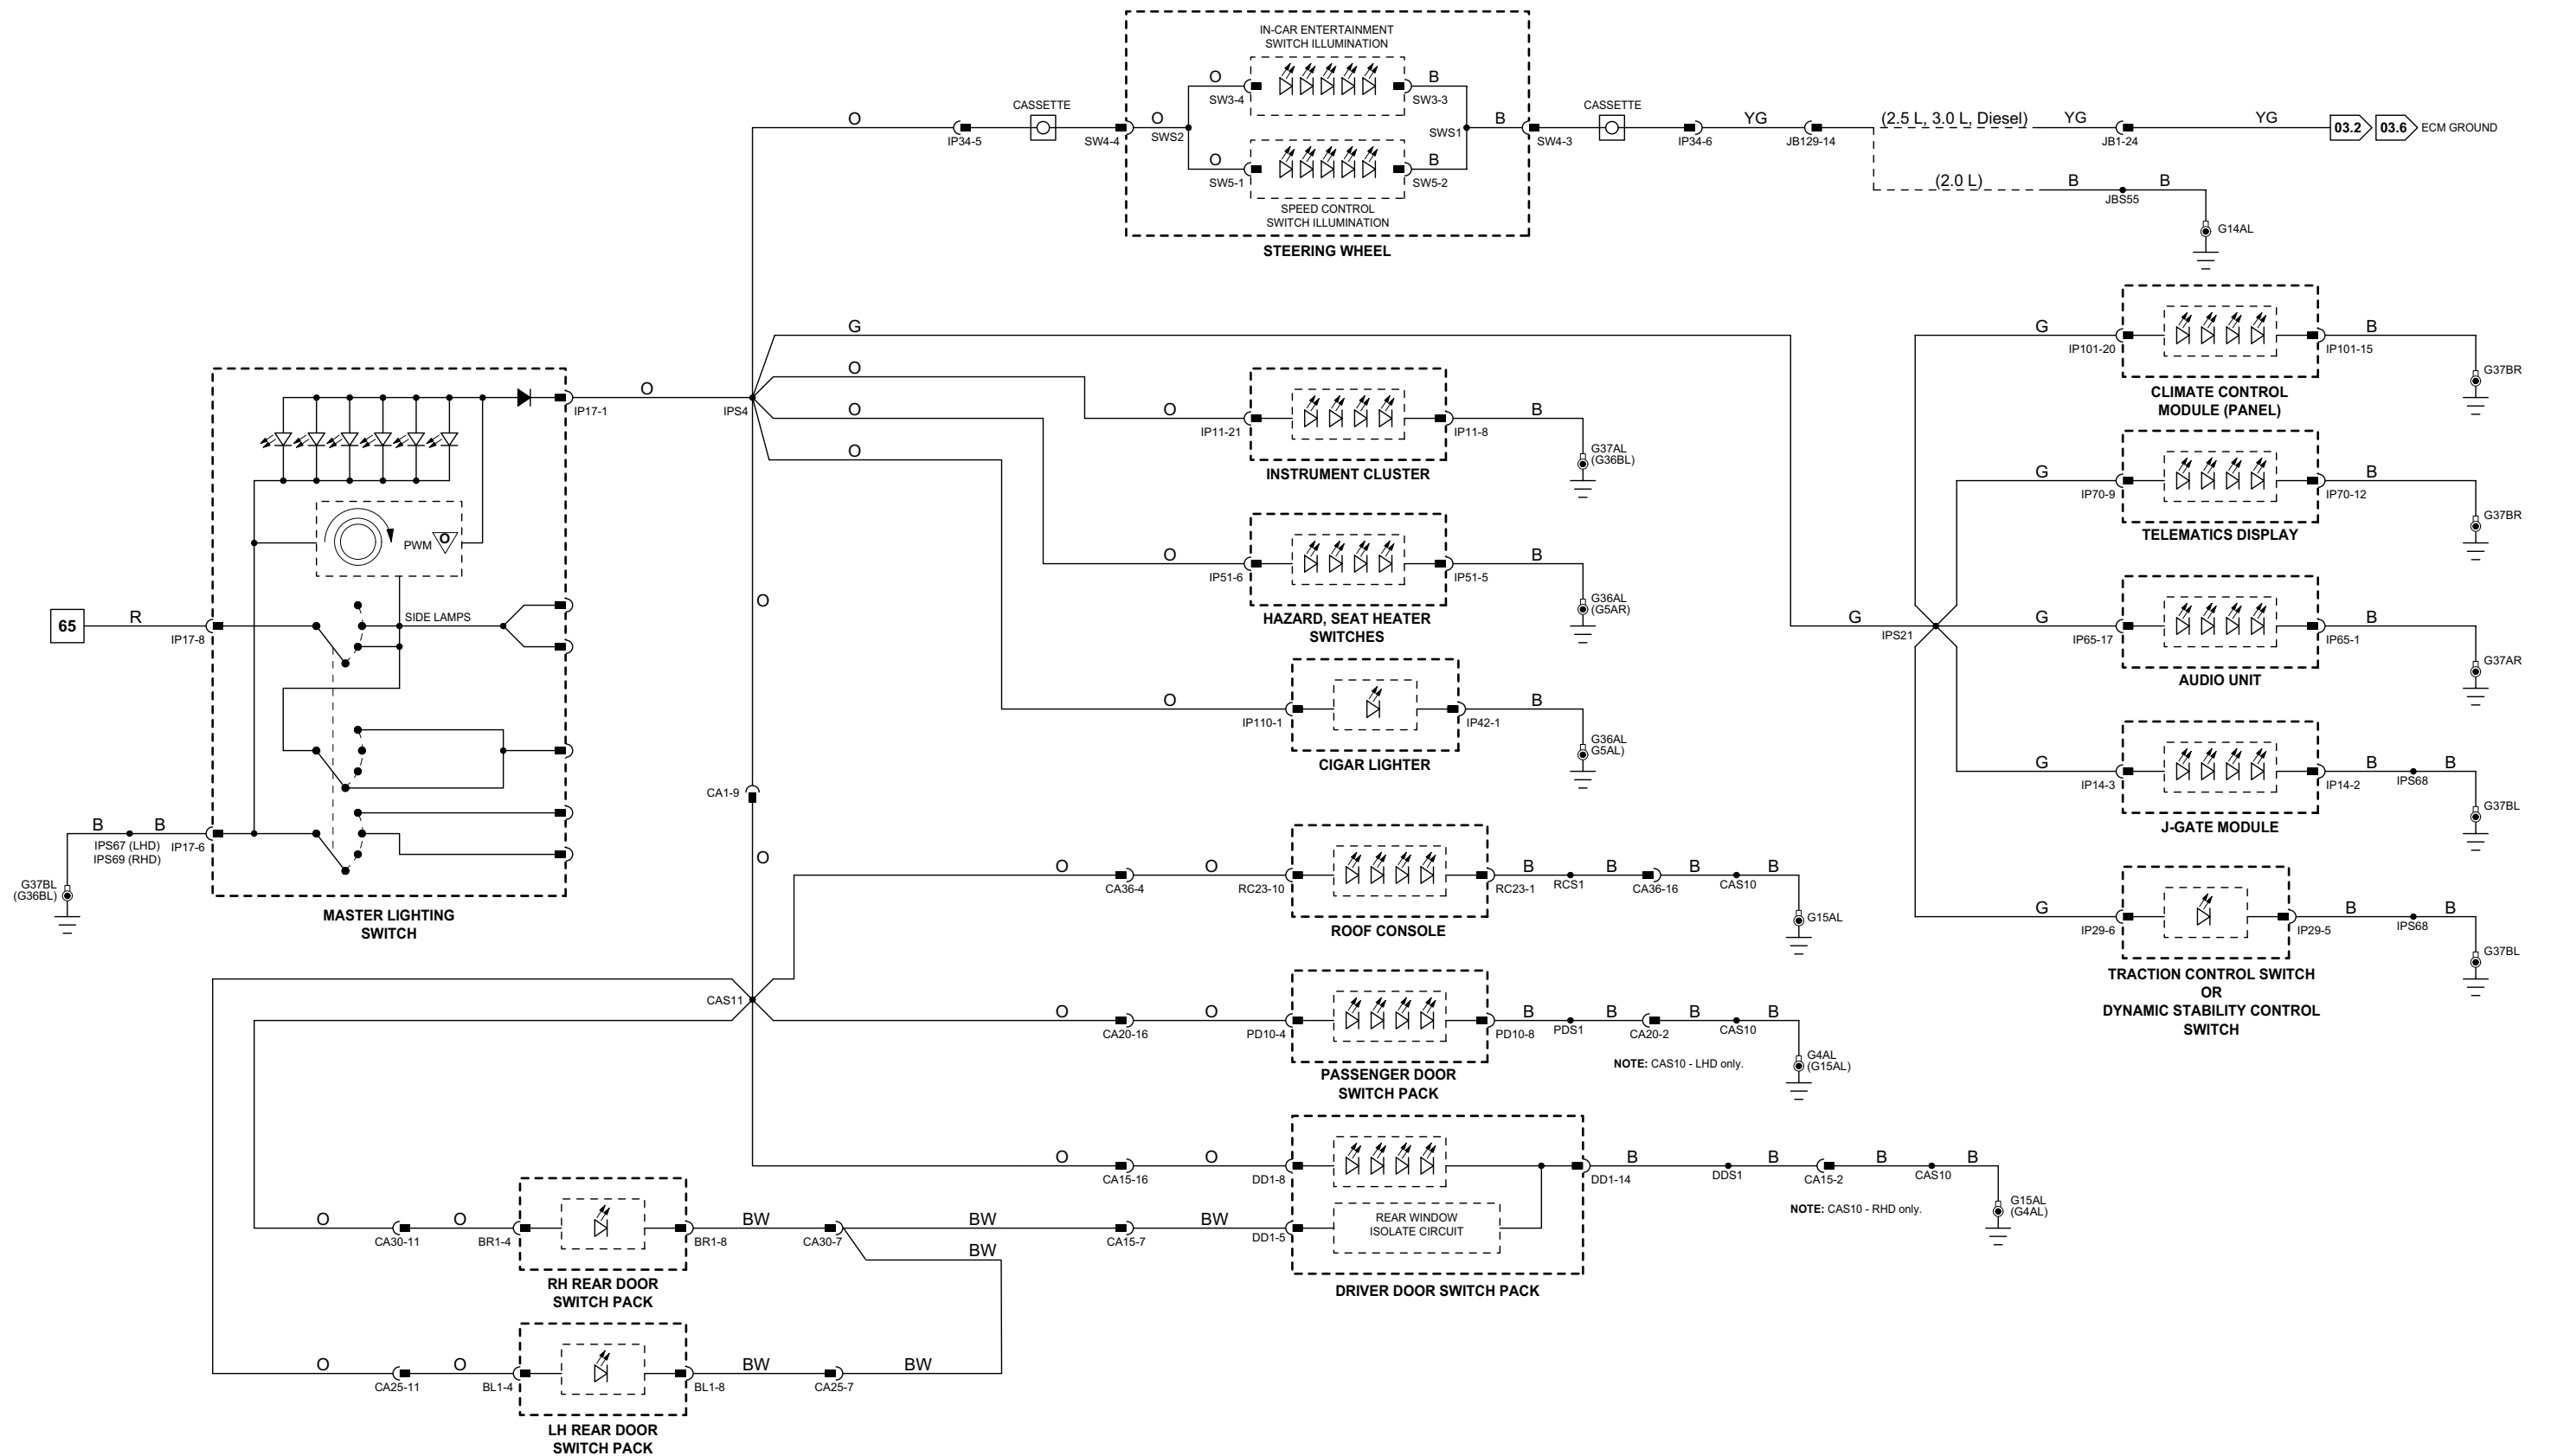 IN-CAR ENTERTAINMENT
SWITCH ILLUMINATION
O
SW3-4
B
SW3-3
CASSETTE
O
IP34-5
SW4-4
O
SWS2
SWS1
B
SW4-3
CASSETTE
IP34-6
YG
JB129-14
(2.5 L, 3.0 L, Diesel)
YG
JB1-24
YG
03.2
03.6
ECM GROUND
O
SW5-1
B
SW5-2
SPEED CONTROL
SWITCH ILLUMINATION
STEERING WHEEL
(2.0 L)
B
JBS55
B
G14AL
G
G
IP101-20
B
IP101-15
G37BR
CLIMATE CONTROL
MODULE (PANEL)
IP17-1
O
IPS4
O
O
IP11-21
B
IP11-8
G37AL
(G36BL)
INSTRUMENT CLUSTER
O
O
G
IP70-9
B
IP70-12
G37BR
TELEMATICS DISPLAY
PWM
O
O
IP51-6
B
IP51-5
G36AL
(G5AR)
HAZARD, SEAT HEATER
SWITCHES
O
65
R
IP17-8
SIDE LAMPS
G
IPS21
G
IP65-17
B
IP65-1
G37AR
AUDIO UNIT
O
IP110-1
B
IP42-1
G36AL
G5AL)
CIGAR LIGHTER
G
IP14-3
B
IP14-2
IPS68
B
G37BL
J-GATE MODULE
CA1-9
B
B
IPS67 (LHD)
IPS69 (RHD)
IP17-6
G37BL
(G36BL)
MASTER LIGHTING
SWITCH
O
O
CA36-4
O
RC23-10
B
RC23-1
RCS1
B
CA36-16
B
CAS10
B
G15AL
ROOF CONSOLE
G
IP29-6
B
IP29-5
IPS68
B
G37BL
TRACTION CONTROL SWITCH
OR
DYNAMIC STABILITY CONTROL
SWITCH
CAS11
O
CA20-16
O
PD10-4
B
PD10-8
PDS1
B
CA20-2
B
CAS10
B
NOTE: CAS10 - LHD only.
G4AL
(G15AL)
PASSENGER DOOR
SWITCH PACK
O
CA15-16
O
DD1-8
B
DD1-14
DDS1
B
CA15-2
B
CAS10
B
NOTE: CAS10 - RHD only.
G15AL
(G4AL)
O
CA30-11
O
BR1-4
BW
BR1-8
CA30-7
BW
CA15-7
BW
DD1-5
REAR WINDOW
ISOLATE CIRCUIT
BW
RH REAR DOOR
SWITCH PACK
DRIVER DOOR SWITCH PACK
O
CA25-11
O
BL1-4
BW
BL1-8
CA25-7
BW
LH REAR DOOR
SWITCH PACK